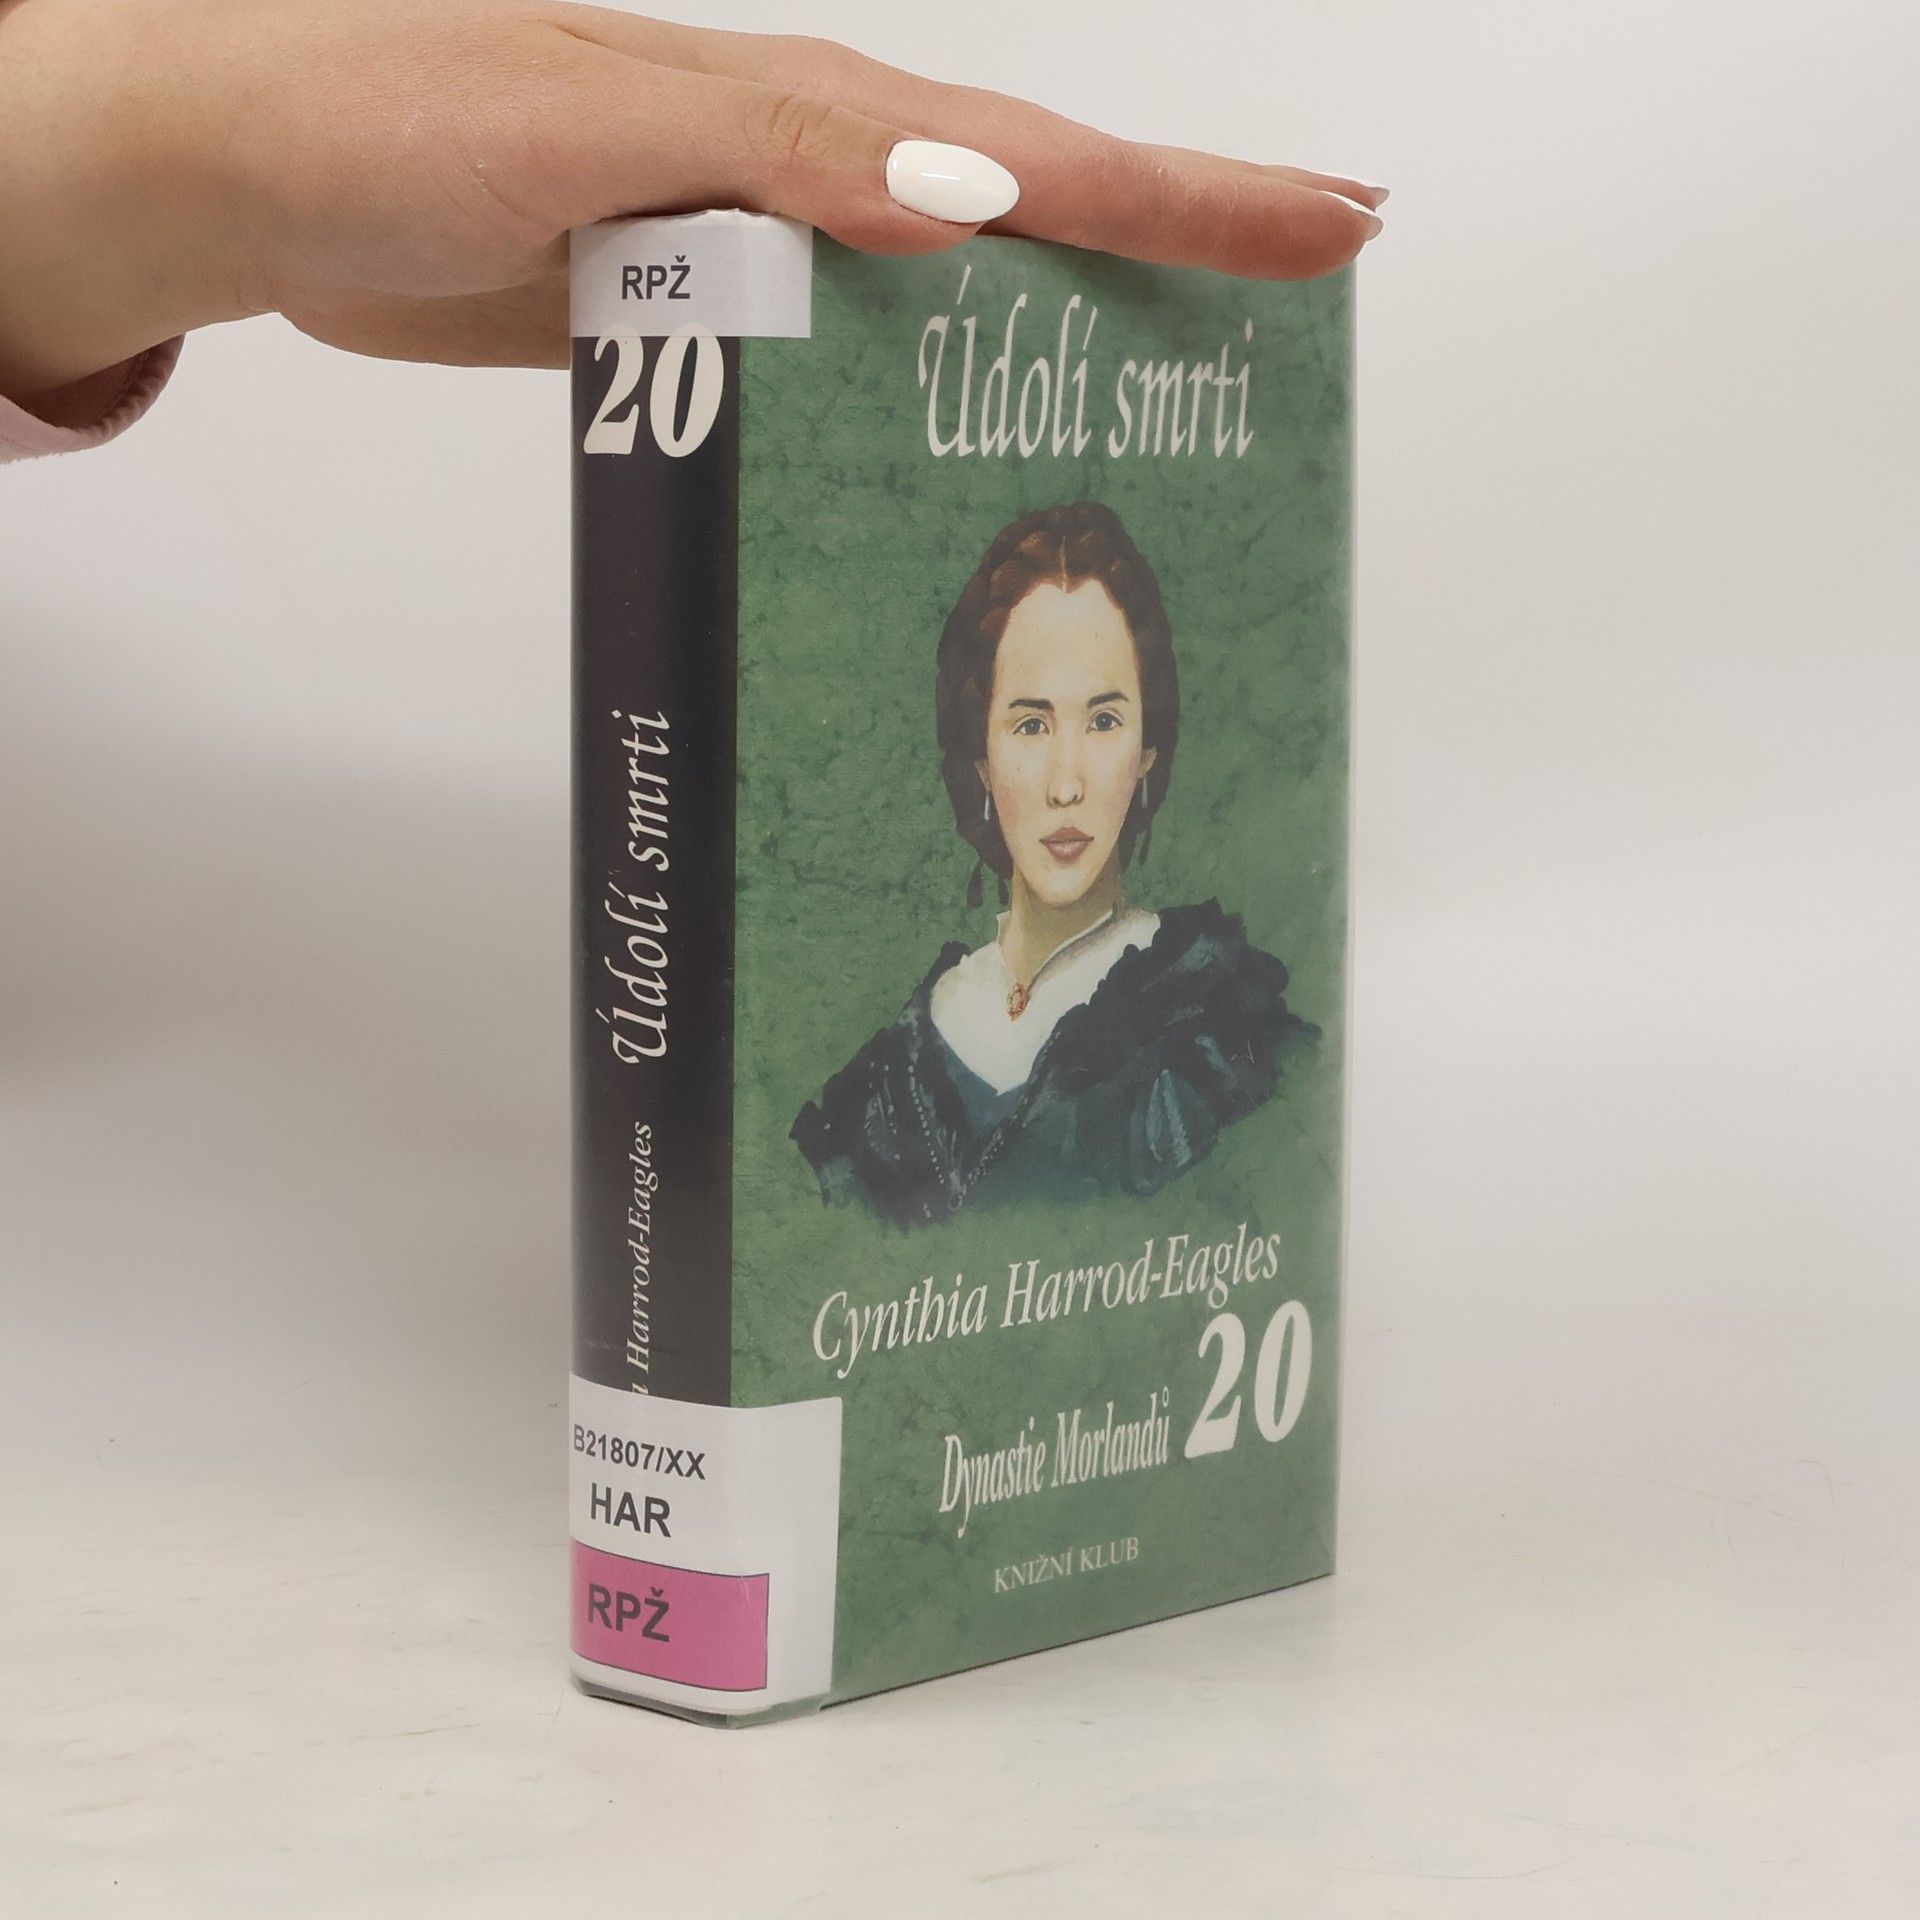 RPŽ
20
Údolí smrti
Harrod-Eagles
B21807/XX
HAR
RPŽ
Údolí smrti
Cynthia Harrod-Eagles
20
Dynastie Morlandů
KNIŽNÍ KLUB